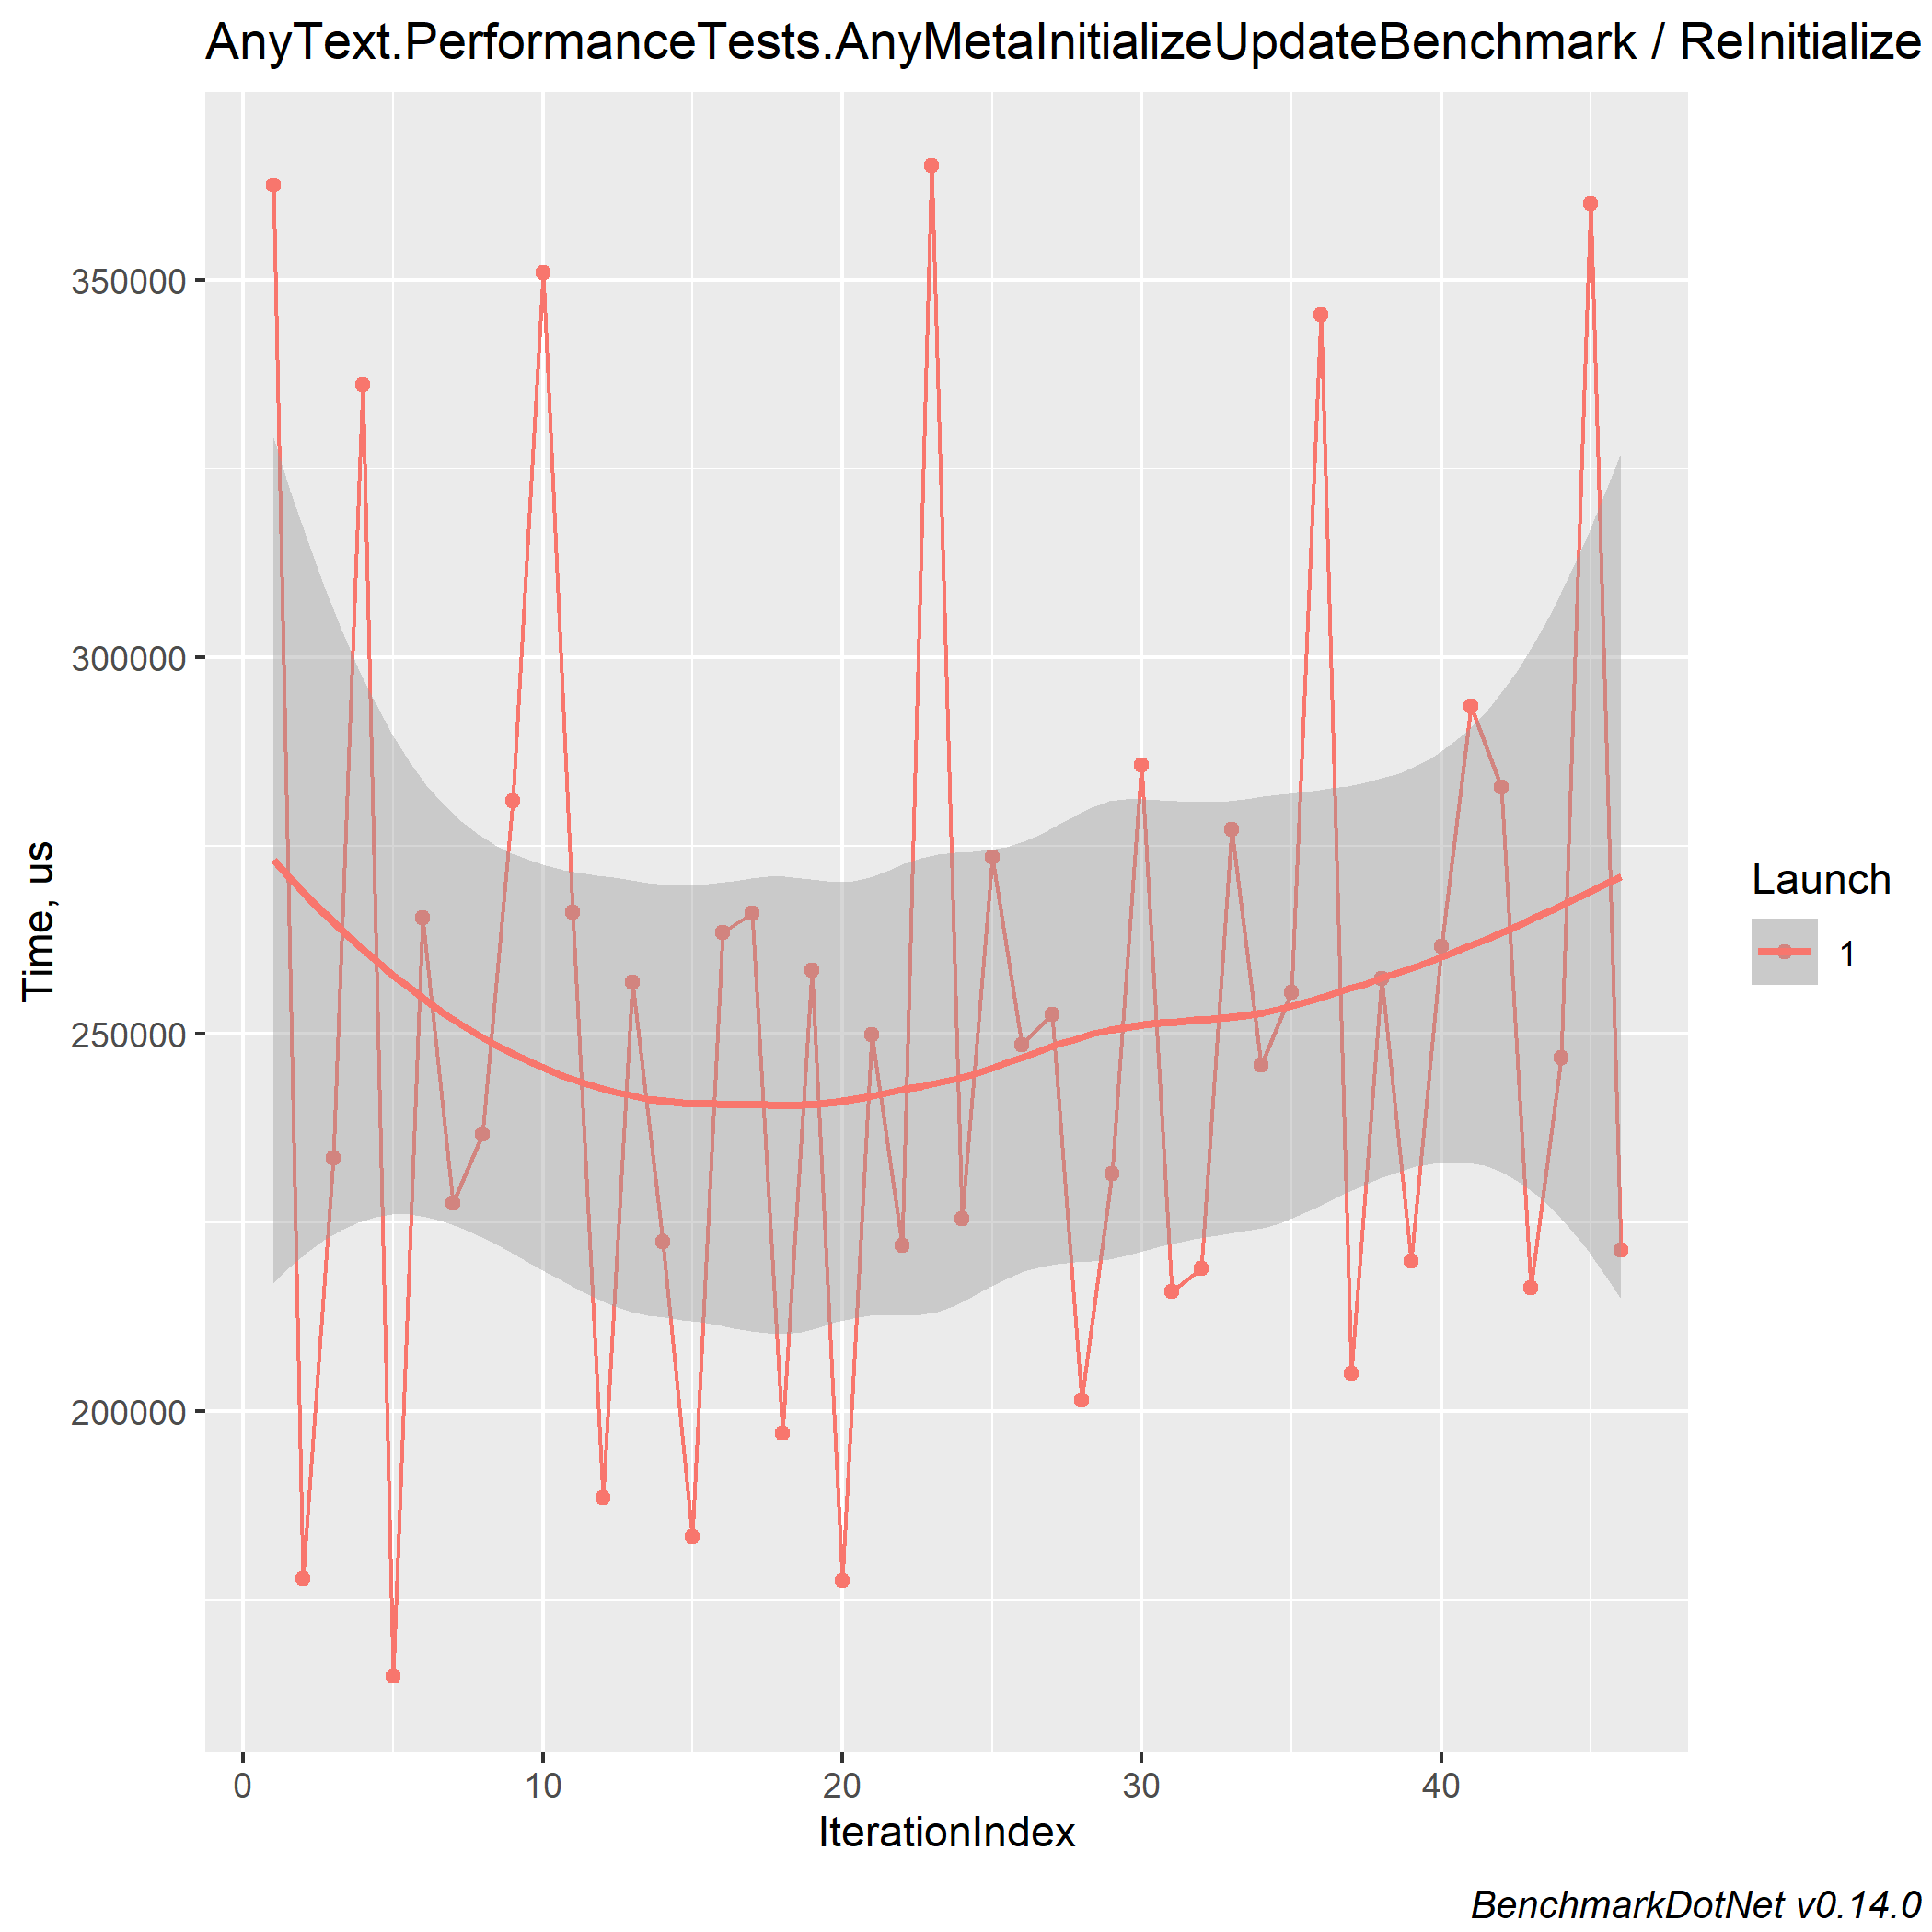 AnyText.PerformanceTests.AnyMetaInitializeUpdateBenchmark / ReInitialize
350000
300000
250000
200000
Time, us
0 10 20 30 40
IterationIndex
Launch
1
BenchmarkDotNet v0.14.0